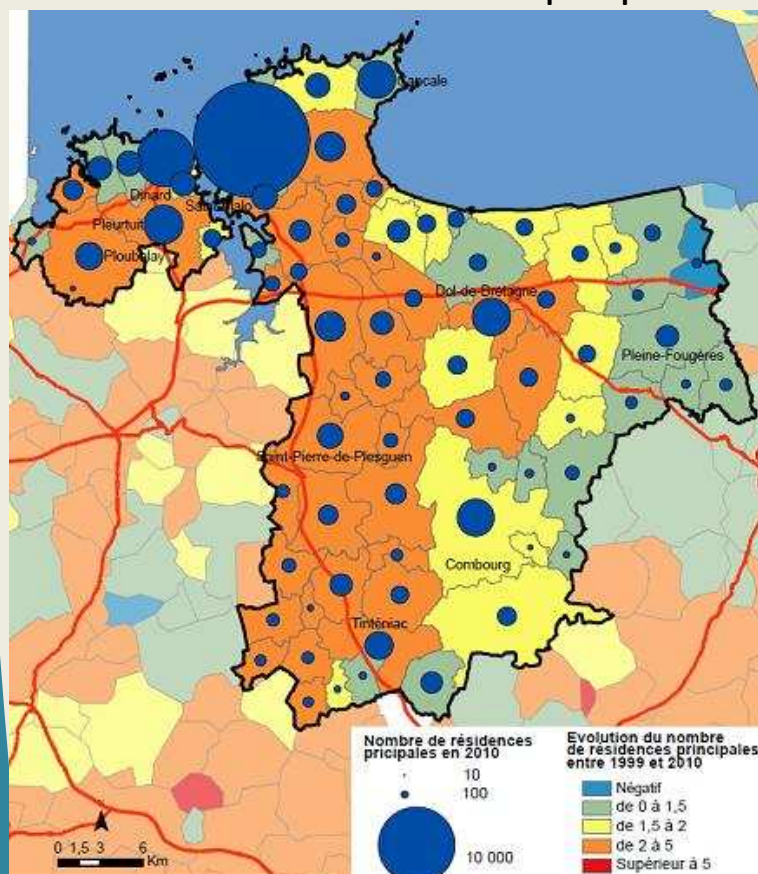 Cancale
Dinard
Saint-Malo
Pleurtuit
Ploubalay
Dol-de-Bretagne
Pleine-Fougères
Saint-Pierre-de-Plesguen
Combourg
Tinténiac
Nombre de résidences
pricipales en 2010
10
100
10 000
Evolution du nombre
de résidences principales
entre 1999 et 2010
Négatif
de 0 à 1,5
de 1,5 à 2
de 2 à 5
Supérieur à 5
0 1,5 3 6
Km